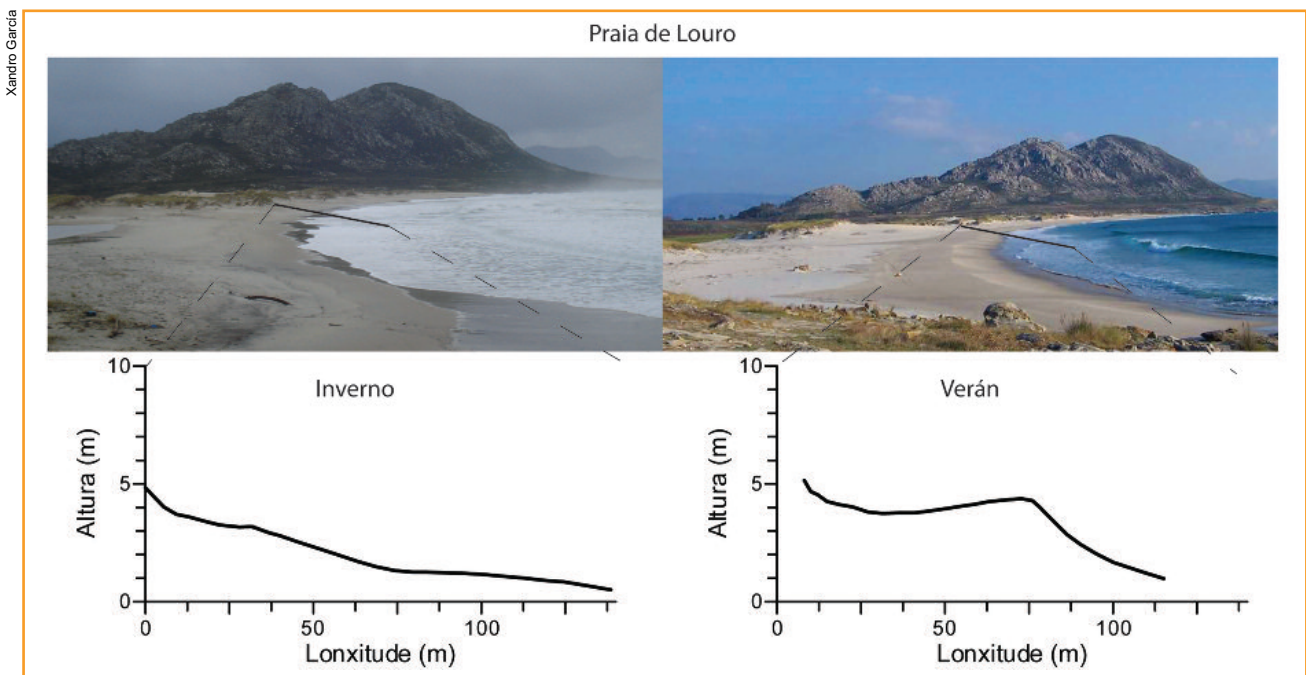 Xandro García
Praia de Louro
Inverno
10
5
0
Altura (m)
0 50 100
Lonxitude (m)
Verán
10
5
0
Altura (m)
0 50 100
Lonxitude (m)